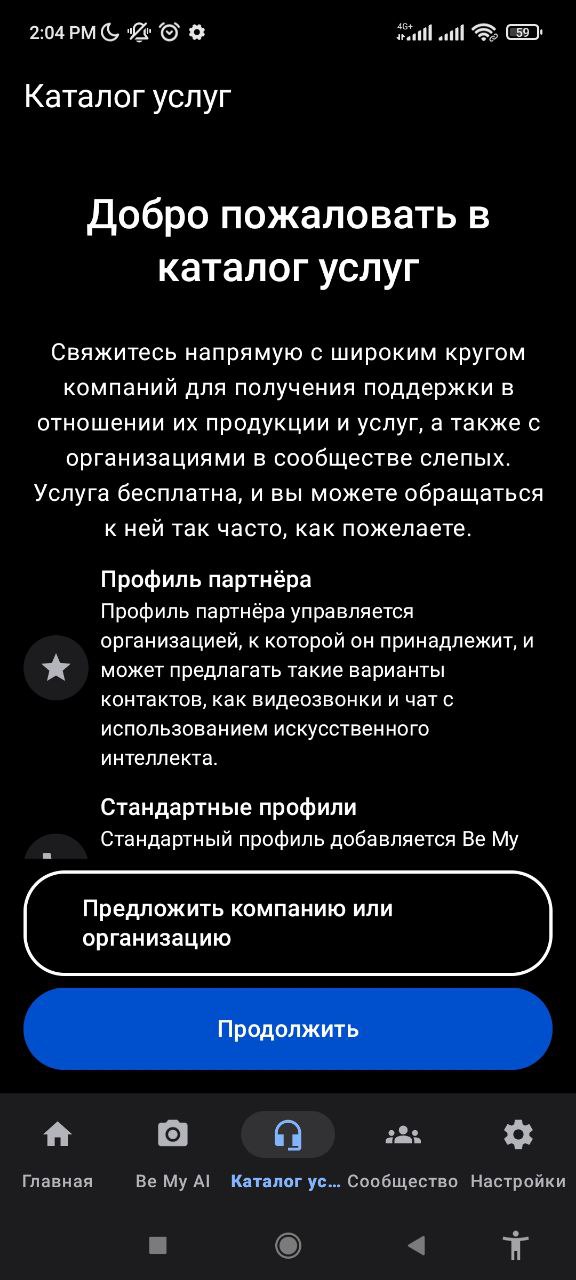 2:04 PM 4G+ 59
Каталог услуг
Добро пожаловать в
каталог услуг
Свяжитесь напрямую с широким кругом
компаний для получения поддержки в
отношении их продукции и услуг, а также с
организациями в сообществе слепых.
Услуга бесплатна, и вы можете обращаться
к ней так часто, как пожелаете.
Профиль партнёра
Профиль партнёра управляется
организацией, к которой он принадлежит, и
может предлагать такие варианты
контактов, как видеозвонки и чат с
использованием искусственного
интеллекта.
Стандартные профили
Стандартный профиль добавляется Be My
Предложить компанию или
организацию
Продолжить
Главная Be My AI Каталог ус... Сообщество Настройки